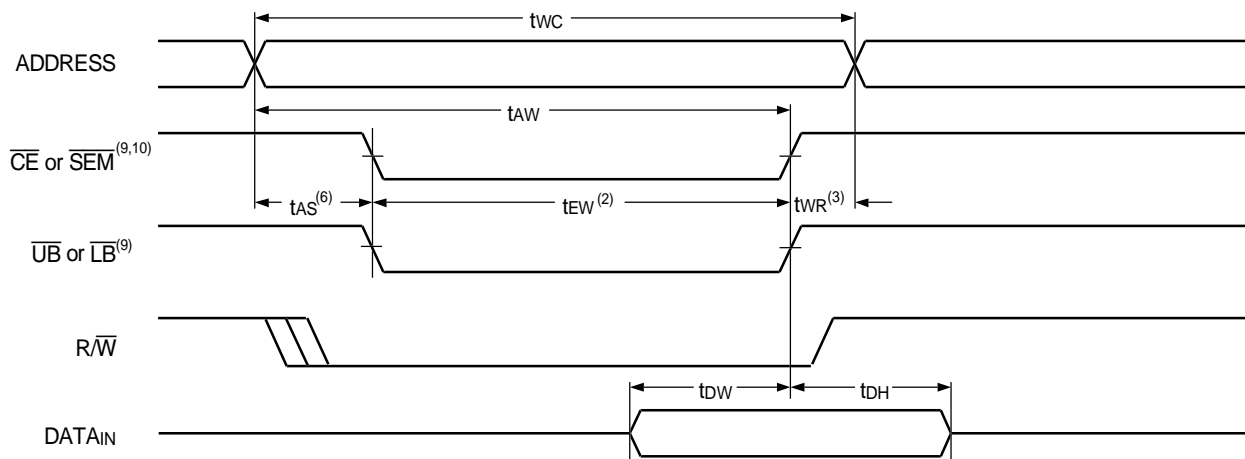 tWC
ADDRESS
tAW
CE or SEM(9,10)
tAS(6) tEW(2) tWR(3)
UB or LB(9)
R/W
tDW tDH
DATAIN